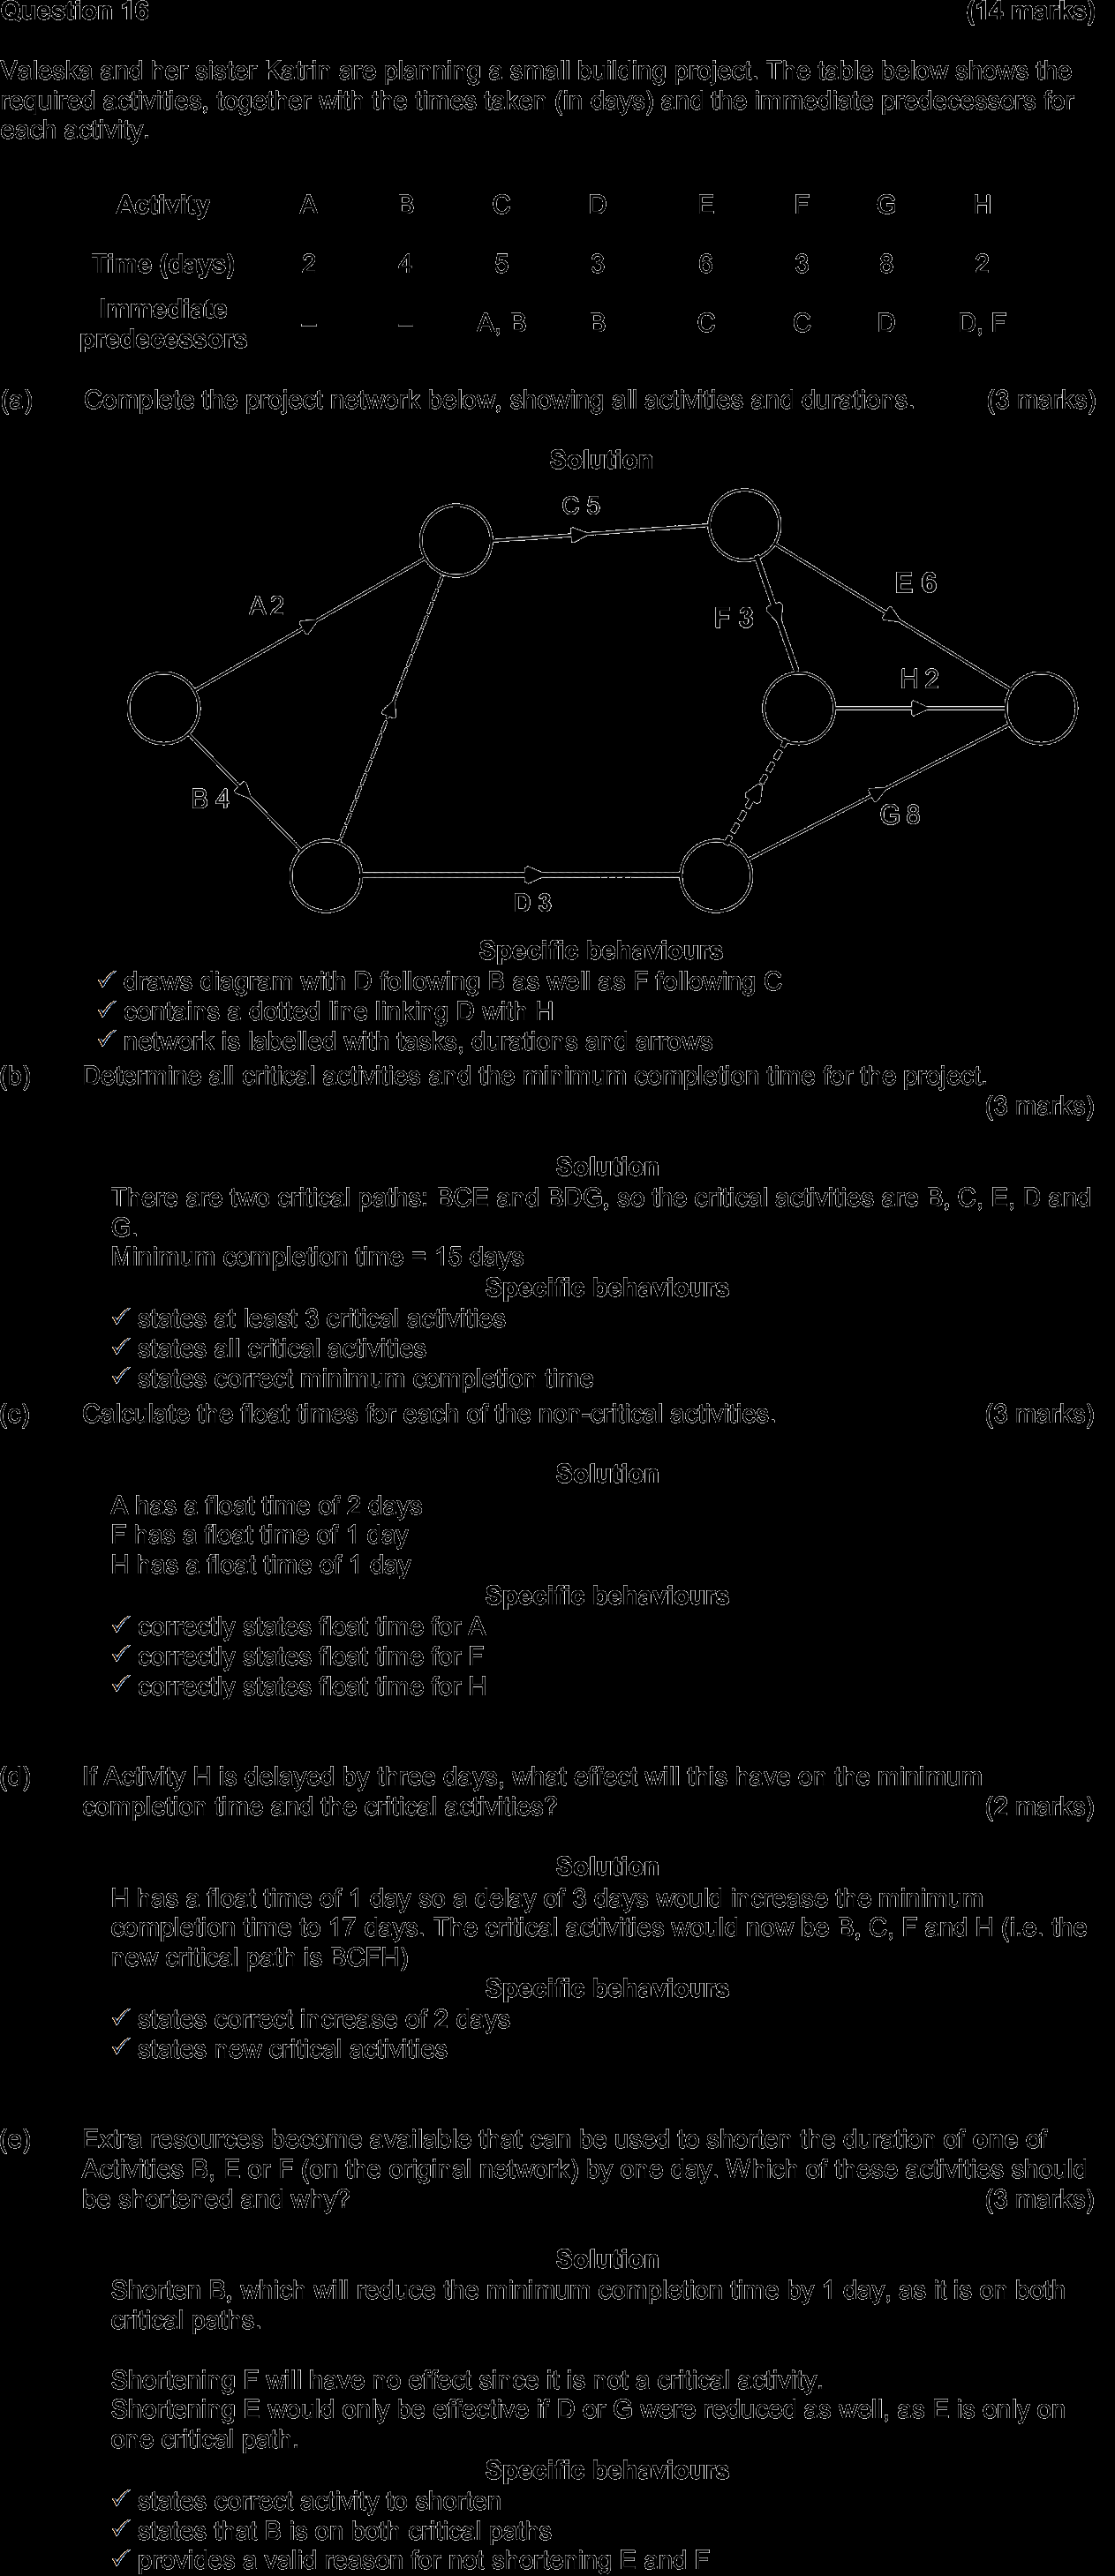 Question 16 (14 marks)
Valeska and her sister Katrin are planning a small building project. The table below shows the
required activities, together with the times taken (in days) and the immediate predecessors for
each activity.
Activity A B C D E F G H
Time (days) 2 4 5 3 6 3 8 2
Immediate
predecessors – – A, B B C C D D, F
(a) Complete the project network below, showing all activities and durations. (3 marks)
Solution
C 5
E 6
A 2
F 3
H 2
B 4
G 8
D 3
Specific behaviours
✓ draws diagram with D following B as well as F following C
✓ contains a dotted line linking D with H
✓ network is labelled with tasks, durations and arrows
(b) Determine all critical activities and the minimum completion time for the project.
(3 marks)
Solution
There are two critical paths: BCE and BDG, so the critical activities are B, C, E, D and
G.
Minimum completion time = 15 days
Specific behaviours
✓ states at least 3 critical activities
✓ states all critical activities
✓ states correct minimum completion time
(c) Calculate the float times for each of the non-critical activities. (3 marks)
Solution
A has a float time of 2 days
F has a float time of 1 day
H has a float time of 1 day
Specific behaviours
✓ correctly states float time for A
✓ correctly states float time for F
✓ correctly states float time for H
(d) If Activity H is delayed by three days, what effect will this have on the minimum
completion time and the critical activities? (2 marks)
Solution
H has a float time of 1 day so a delay of 3 days would increase the minimum
completion time to 17 days. The critical activities would now be B, C, F and H (i.e. the
new critical path is BCFH)
Specific behaviours
✓ states correct increase of 2 days
✓ states new critical activities
(e) Extra resources become available that can be used to shorten the duration of one of
Activities B, E or F (on the original network) by one day. Which of these activities should
be shortened and why? (3 marks)
Solution
Shorten B, which will reduce the minimum completion time by 1 day, as it is on both
critical paths.
Shortening F will have no effect since it is not a critical activity.
Shortening E would only be effective if D or G were reduced as well, as E is only on
one critical path.
Specific behaviours
✓ states correct activity to shorten
✓ states that B is on both critical paths
✓ provides a valid reason for not shortening E and F